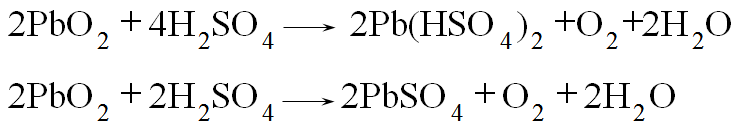 2PbO₂ + 4H₂SO₄ ⟶ 2Pb(HSO₄)₂ +O₂+2H₂O
2PbO₂ + 2H₂SO₄ ⟶ 2PbSO₄ + O₂ + 2H₂O